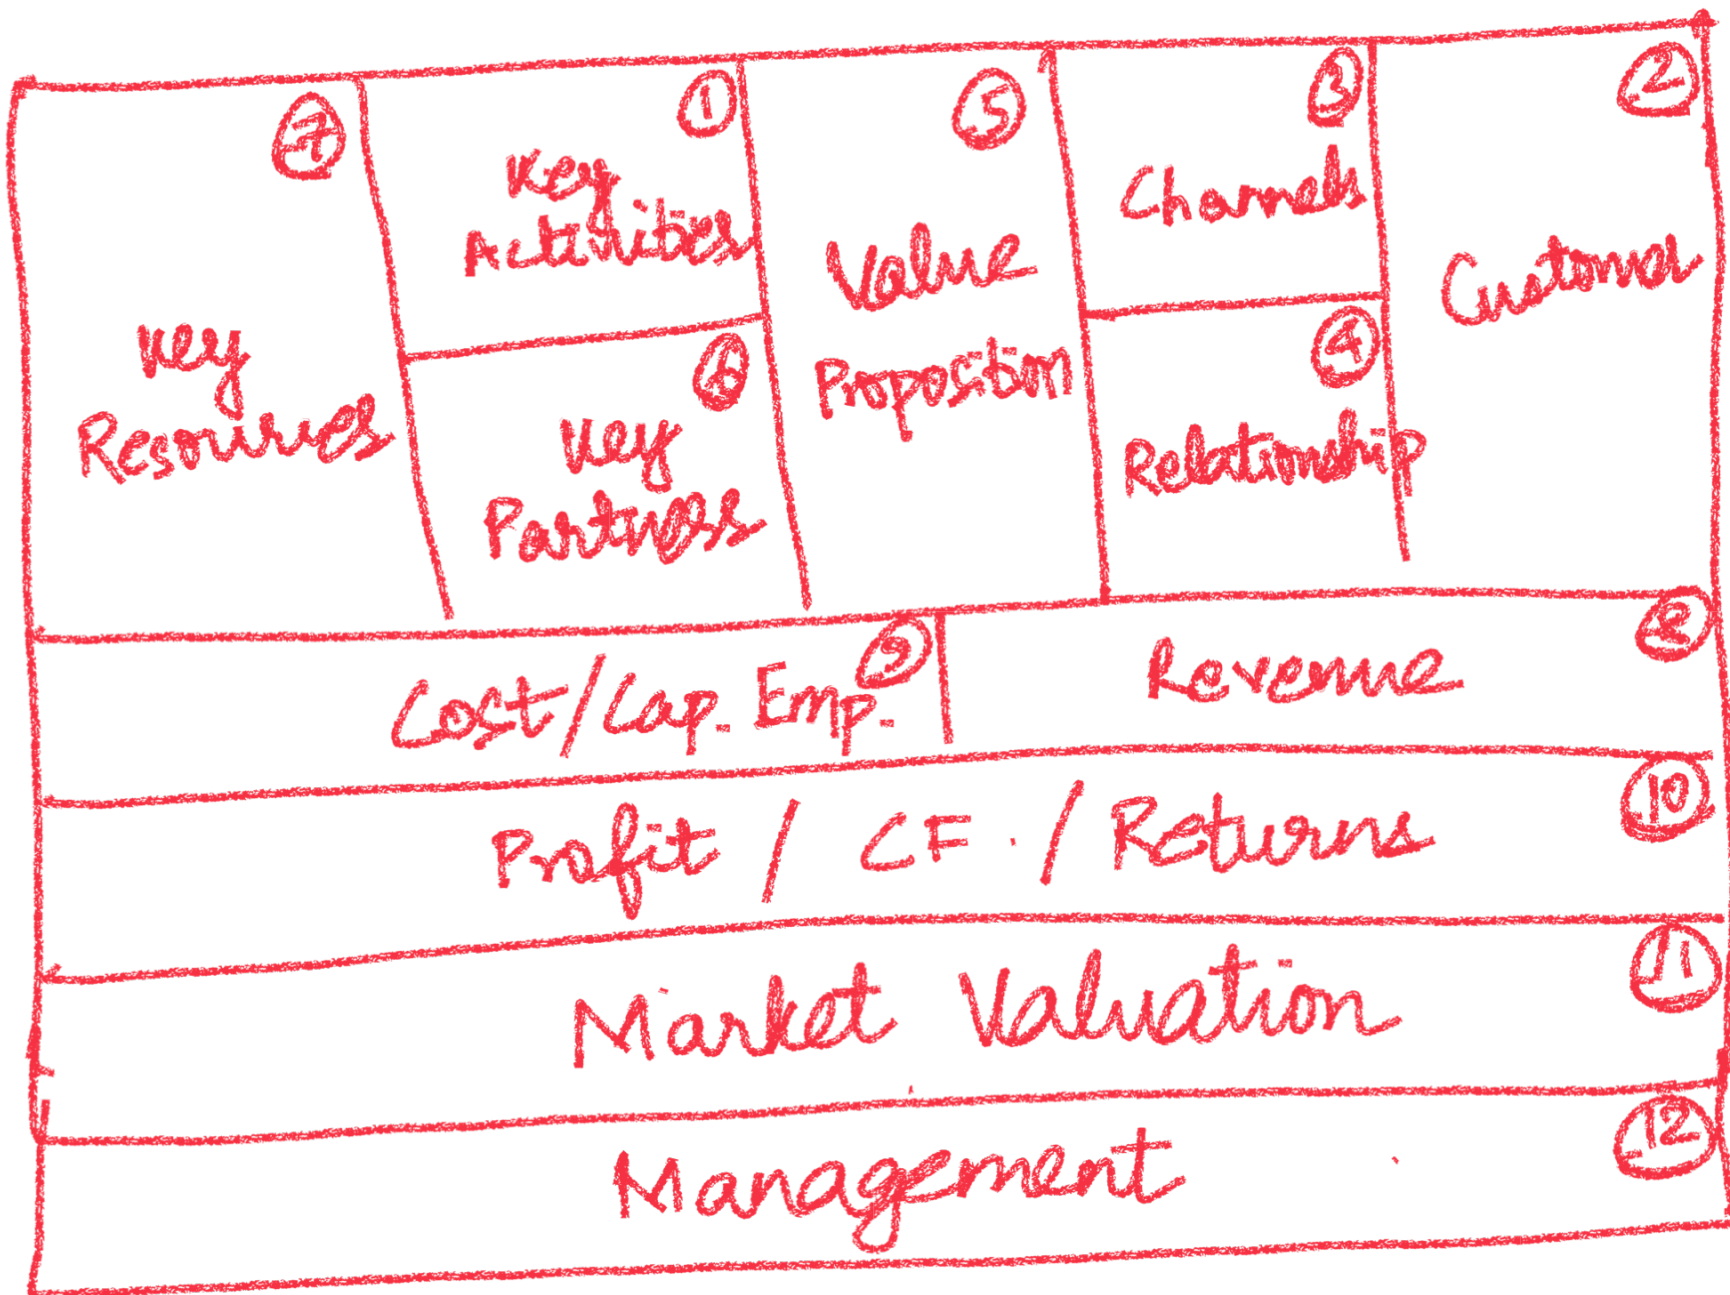 7
Key
Resources
1
Key
Activities
6
Key
Partners
5
Value
Proposition
3
Channels
4
Relationship
2
Customer
9
Cost/Cap. Emp.
8
Revenue
10
Profit / CF. / Returns
11
Market Valuation
12
Management